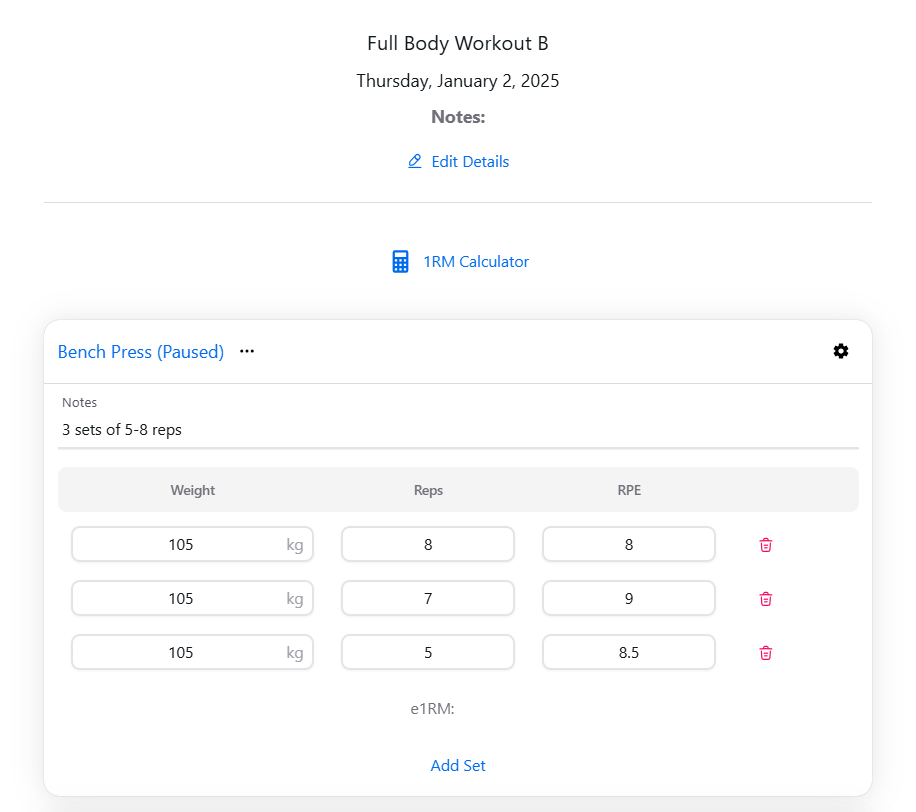 Full Body Workout B
Thursday, January 2, 2025
Notes:
Edit Details
1RM Calculator
Bench Press (Paused) ···
Notes
3 sets of 5-8 reps
Weight Reps RPE
105 kg 8 8
105 kg 7 9
105 kg 5 8.5
e1RM:
Add Set